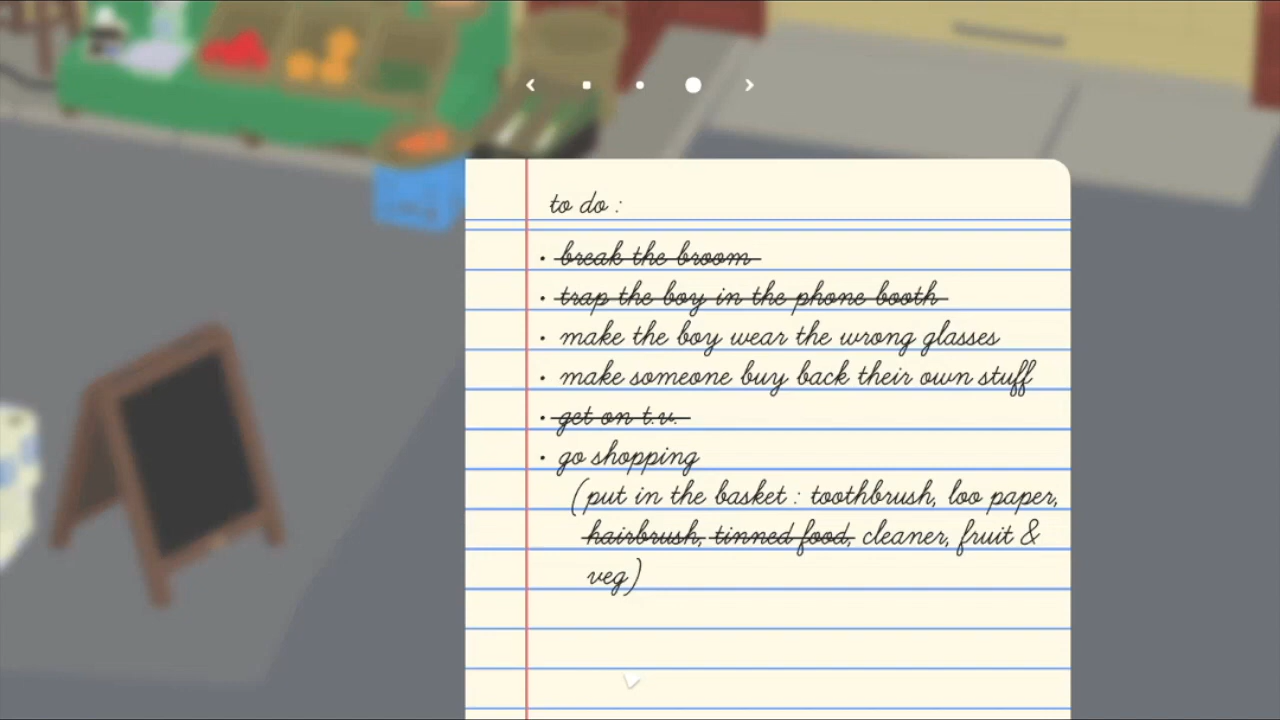 to do :
• break the broom
• trap the boy in the phone booth
• make the boy wear the wrong glasses
• make someone buy back their own stuff
• get on t.v.
• go shopping
(put in the basket : toothbrush, loo paper,
hairbrush, tinned food, cleaner, fruit &
veg)